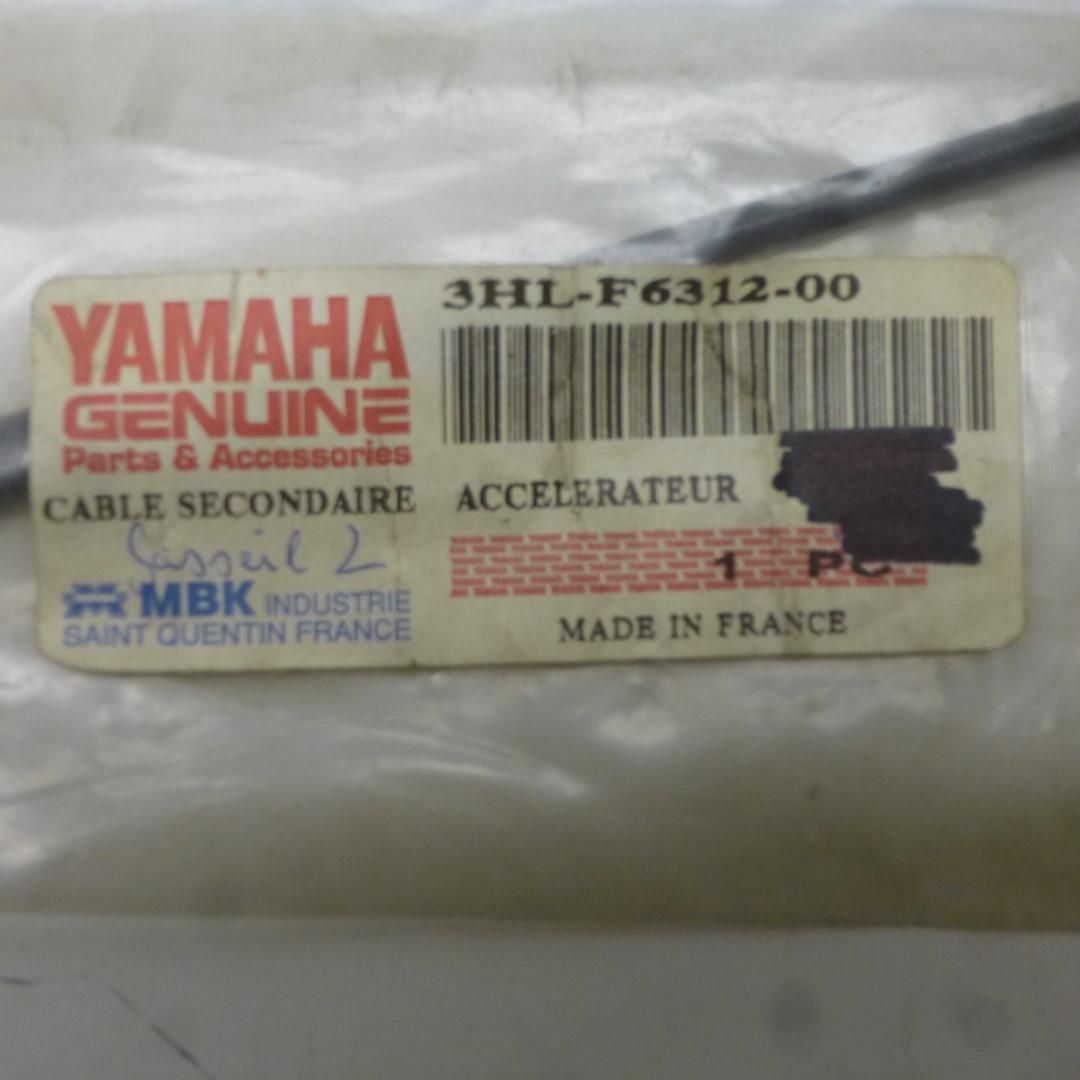 3HL-F6312-00
YAMAHA
GENUINE
Parts & Accessories
CABLE SECONDAIRE ACCELERATEUR
1 PC
MBK INDUSTRIE
SAINT QUENTIN FRANCE
MADE IN FRANCE